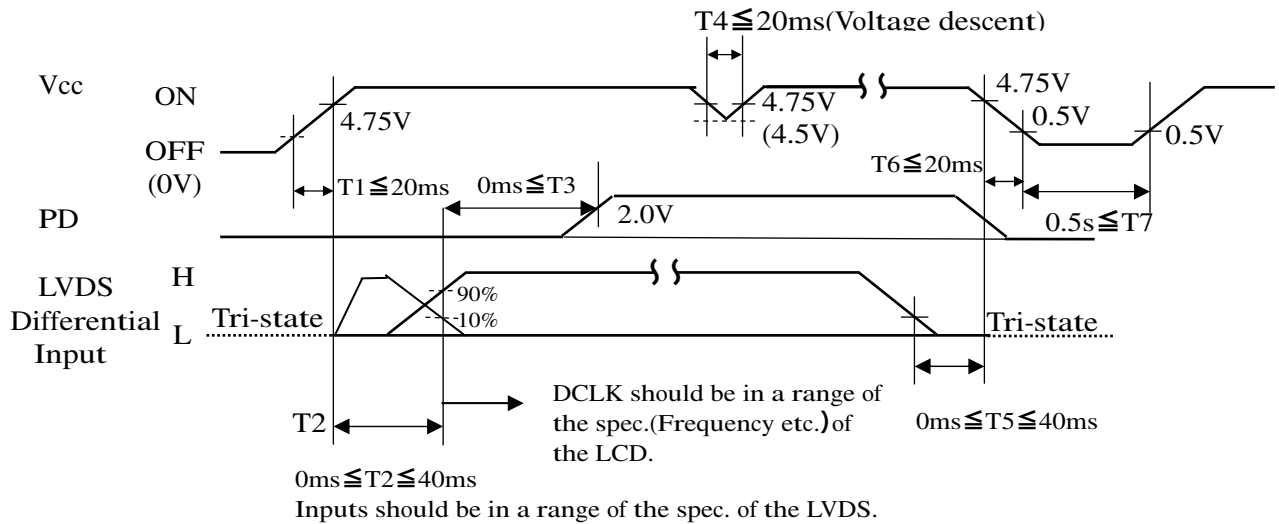 T4≦20ms(Voltage descent)
Vcc
ON
4.75V
4.75V
(4.5V)
4.75V
0.5V
0.5V
OFF
(0V)
T1≦20ms
0ms≦T3
T6≦20ms
PD
2.0V
0.5s≦T7
LVDS
Differential
Input
H
L
90%
10%
Tri-state
Tri-state
T2
DCLK should be in a range of
the spec.(Frequency etc.)of
the LCD.
0ms≦T5≦40ms
0ms≦T2≦40ms
Inputs should be in a range of the spec. of the LVDS.